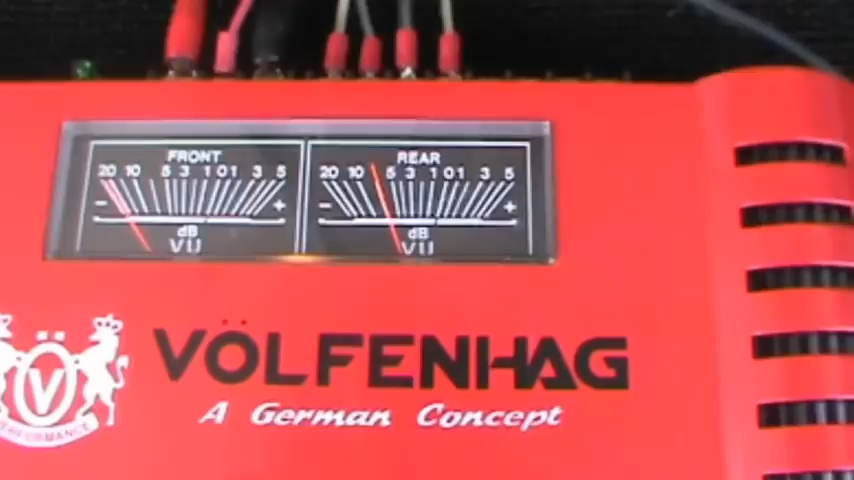 FRONT REAR
20 10 5 3 1 0 1 3 5 20 10 5 3 1 0 1 3 5
- + - +
dB dB
VU VU
VÖLFENHAG
A German Concept
Ö
V
PERFORMANCE